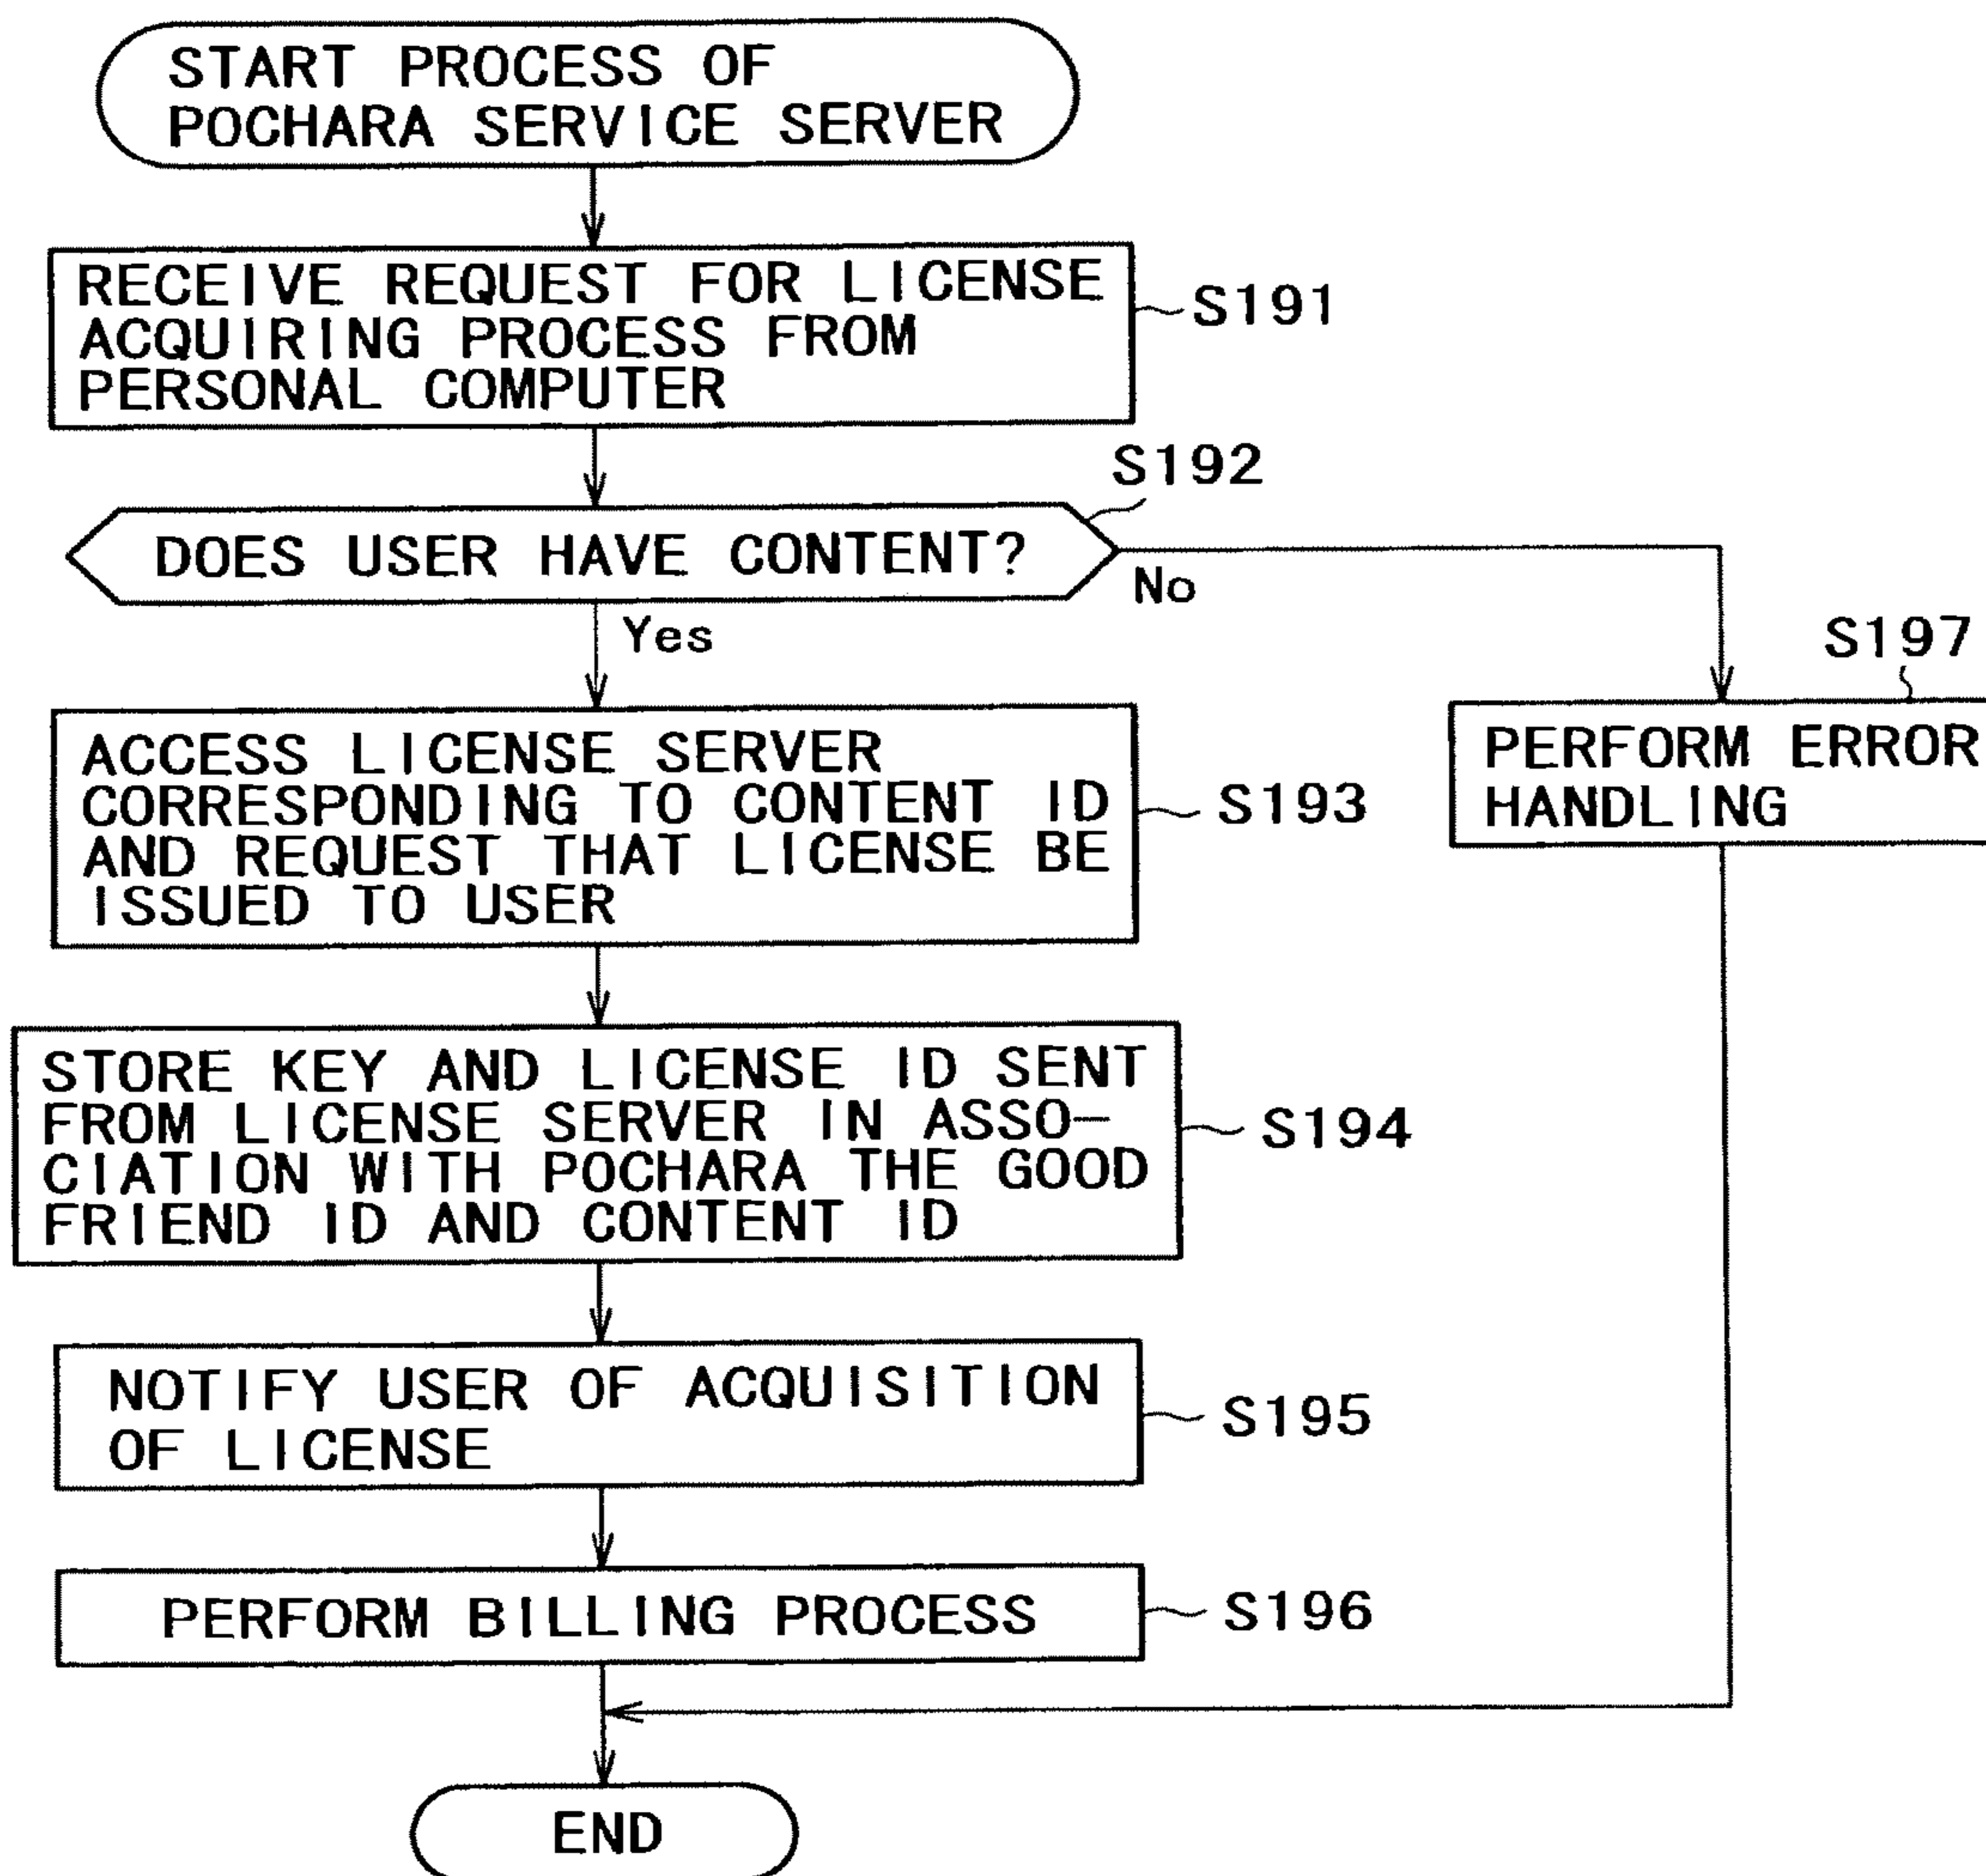 START PROCESS OF
POCHARA SERVICE SERVER
RECEIVE REQUEST FOR LICENSE
ACQUIRING PROCESS FROM
PERSONAL COMPUTER
S191
S192
DOES USER HAVE CONTENT?
No
Yes
S197
PERFORM ERROR
HANDLING
ACCESS LICENSE SERVER
CORRESPONDING TO CONTENT ID
AND REQUEST THAT LICENSE BE
ISSUED TO USER
S193
STORE KEY AND LICENSE ID SENT
FROM LICENSE SERVER IN ASSO-
CIATION WITH POCHARA THE GOOD
FRIEND ID AND CONTENT ID
S194
NOTIFY USER OF ACQUISITION
OF LICENSE
S195
PERFORM BILLING PROCESS
S196
END